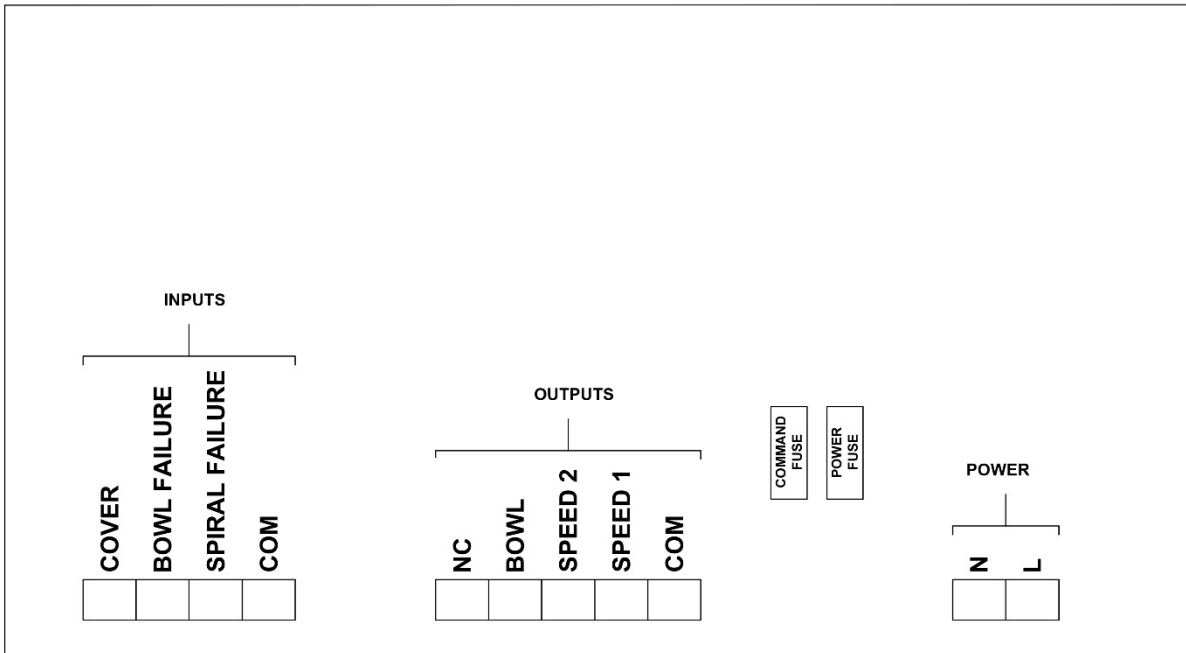 INPUTS
COVER
BOWL FAILURE
SPIRAL FAILURE
COM
OUTPUTS
NC
BOWL
SPEED 2
SPEED 1
COM
COMMAND
FUSE
POWER
FUSE
POWER
N
L